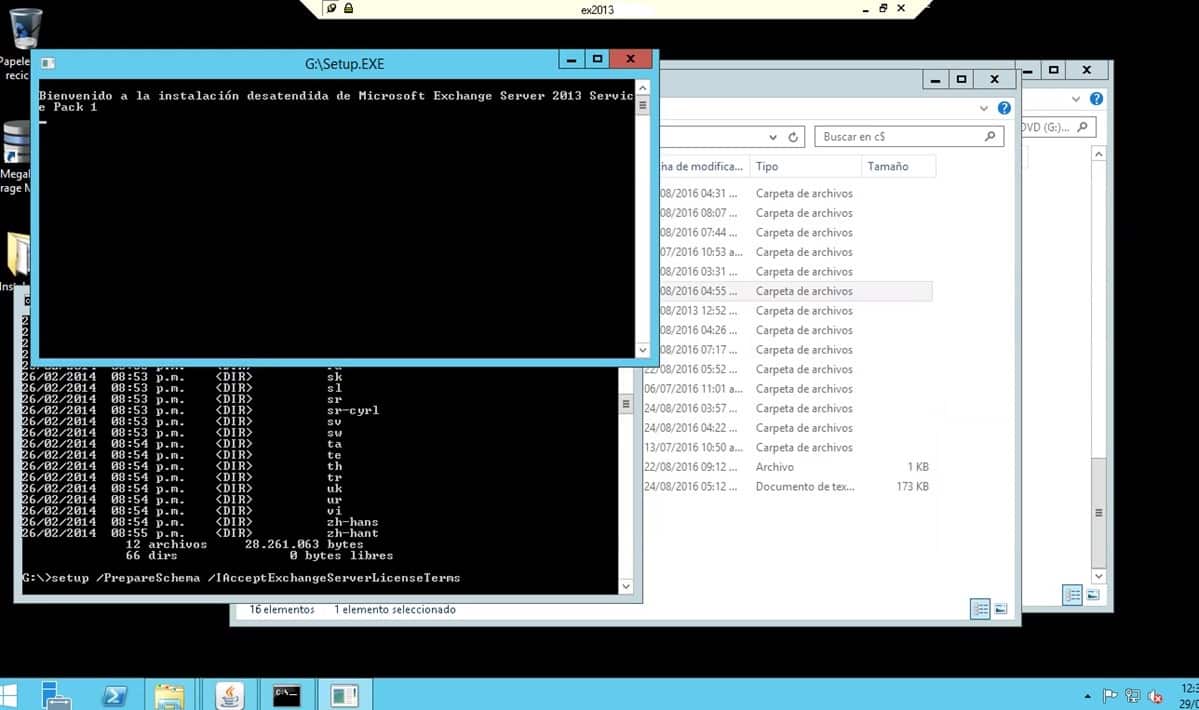 ex2013
Papele
recic
G:\Setup.EXE
Bienvenido a la instalación desatendida de Microsoft Exchange Server 2013 Servic
e Pack 1
DVD (G:)...
Buscar en c$
na de modifica... Tipo Tamaño
08/2016 04:31 ... Carpeta de archivos
08/2016 08:07 ... Carpeta de archivos
08/2016 07:44 ... Carpeta de archivos
07/2016 10:53 a... Carpeta de archivos
08/2016 03:31 ... Carpeta de archivos
08/2016 04:55 ... Carpeta de archivos
08/2013 12:52 ... Carpeta de archivos
08/2016 04:26 ... Carpeta de archivos
08/2016 07:17 ... Carpeta de archivos
22/08/2016 05:52 ... Carpeta de archivos
06/07/2016 11:01 a... Carpeta de archivos
24/08/2016 03:57 ... Carpeta de archivos
24/08/2016 04:22 ... Carpeta de archivos
13/07/2016 10:50 a... Carpeta de archivos
22/08/2016 09:12 ... Archivo 1 KB
24/08/2016 05:12 ... Documento de tex... 173 KB
16 elementos 1 elemento seleccionado
Mega
rage M
26/02/2014 08:53 p.m. <DIR> sk
26/02/2014 08:53 p.m. <DIR> sl
26/02/2014 08:53 p.m. <DIR> sr
26/02/2014 08:53 p.m. <DIR> sr-cyrl
26/02/2014 08:53 p.m. <DIR> sv
26/02/2014 08:53 p.m. <DIR> sw
26/02/2014 08:54 p.m. <DIR> ta
26/02/2014 08:54 p.m. <DIR> te
26/02/2014 08:54 p.m. <DIR> th
26/02/2014 08:54 p.m. <DIR> tr
26/02/2014 08:54 p.m. <DIR> uk
26/02/2014 08:54 p.m. <DIR> ur
26/02/2014 08:54 p.m. <DIR> vi
26/02/2014 08:54 p.m. <DIR> zh-hans
26/02/2014 08:55 p.m. <DIR> zh-hant
12 archivos 28.261.063 bytes
66 dirs 0 bytes libres
G:\>setup /PrepareSchema /IAcceptExchangeServerLicenseTerms
12:3
29/0